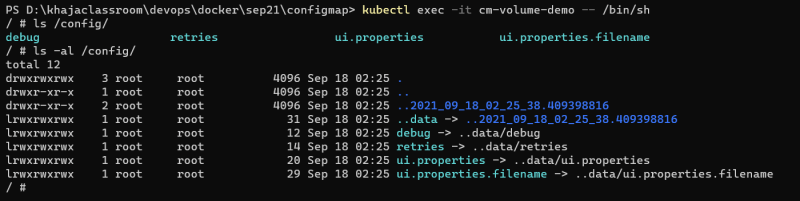 PS D:\khajaclassroom\devops\docker\sep21\configmap> kubectl exec -it cm-volume-demo -- /bin/sh
/ # ls /config/
debug                   retries                 ui.properties           ui.properties.filename
/ # ls -al /config/
total 12
drwxrwxrwx    3 root     root          4096 Sep 18 02:25 .
drwxr-xr-x    1 root     root          4096 Sep 18 02:25 ..
drwxr-xr-x    2 root     root          4096 Sep 18 02:25 ..2021_09_18_02_25_38.409398816
lrwxrwxrwx    1 root     root            31 Sep 18 02:25 ..data -> ..2021_09_18_02_25_38.409398816
lrwxrwxrwx    1 root     root            12 Sep 18 02:25 debug -> ..data/debug
lrwxrwxrwx    1 root     root            14 Sep 18 02:25 retries -> ..data/retries
lrwxrwxrwx    1 root     root            20 Sep 18 02:25 ui.properties -> ..data/ui.properties
lrwxrwxrwx    1 root     root            29 Sep 18 02:25 ui.properties.filename -> ..data/ui.properties.filename
/ #